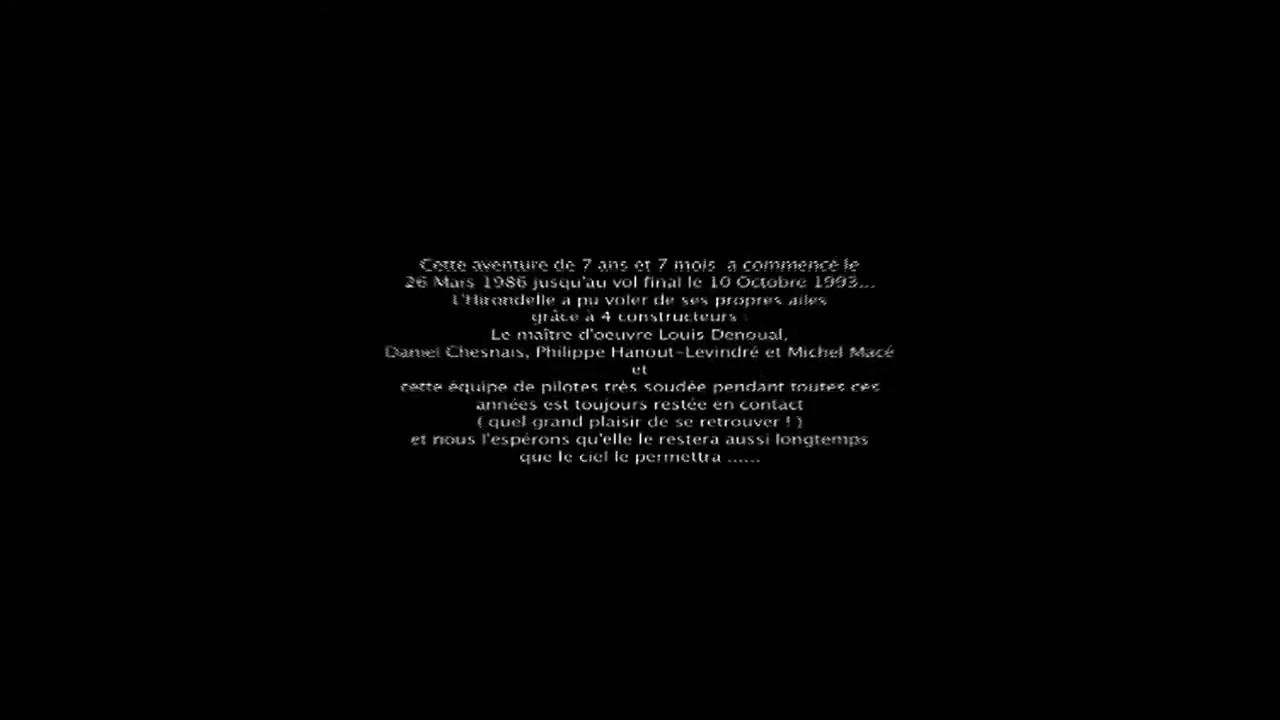 Cette aventure de 7 ans et 7 mois a commencé le
26 Mars 1986 jusqu'au vol final le 10 Octobre 1993...
L'Hirondelle a pu voler de ses propres ailes
grâce à 4 constructeurs :
Le maître d'oeuvre Louis Denoual,
Daniel Chesnais, Philippe Hanout-Levindré et Michel Macé
et
cette équipe de pilotes très soudée pendant toutes ces
années est toujours restée en contact
( quel grand plaisir de se retrouver ! )
et nous l'espérons qu'elle le restera aussi longtemps
que le ciel le permettra ......